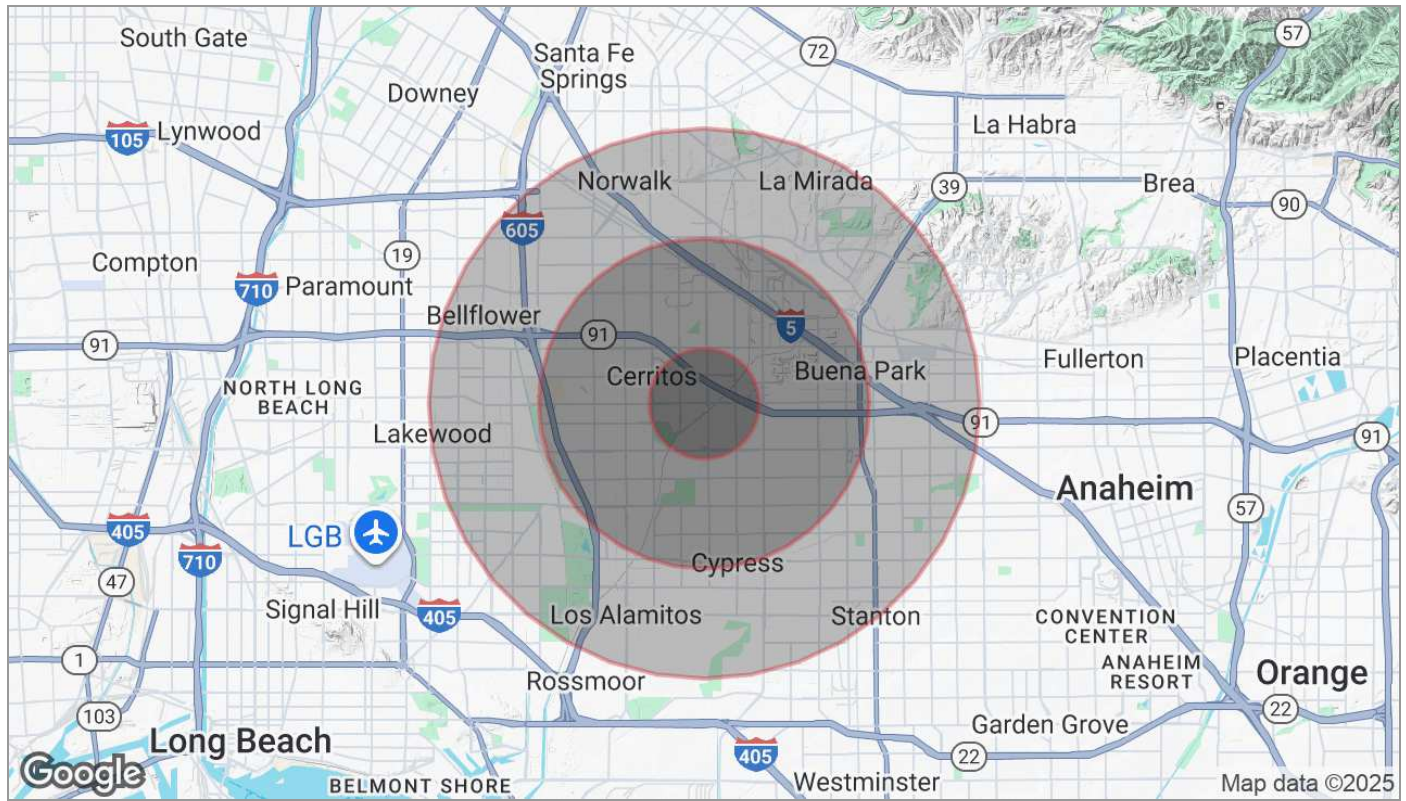 South Gate
Santa Fe
Springs
72
57
Downey
105
Lynwood
La Habra
Norwalk
La Mirada
39
Brea
90
605
19
Compton
710
Paramount
Bellflower
91
5
91
Cerritos
Buena Park
Fullerton
Placentia
NORTH LONG
BEACH
Lakewood
91
91
Anaheim
57
405
LGB
710
47
Cypress
Signal Hill
405
Los Alamitos
Stanton
CONVENTION
CENTER
1
Rossmoor
ANAHEIM
RESORT
Orange
103
22
Long Beach
Garden Grove
405
22
Google
BELMONT SHORE
Westminster
Map data ©2025